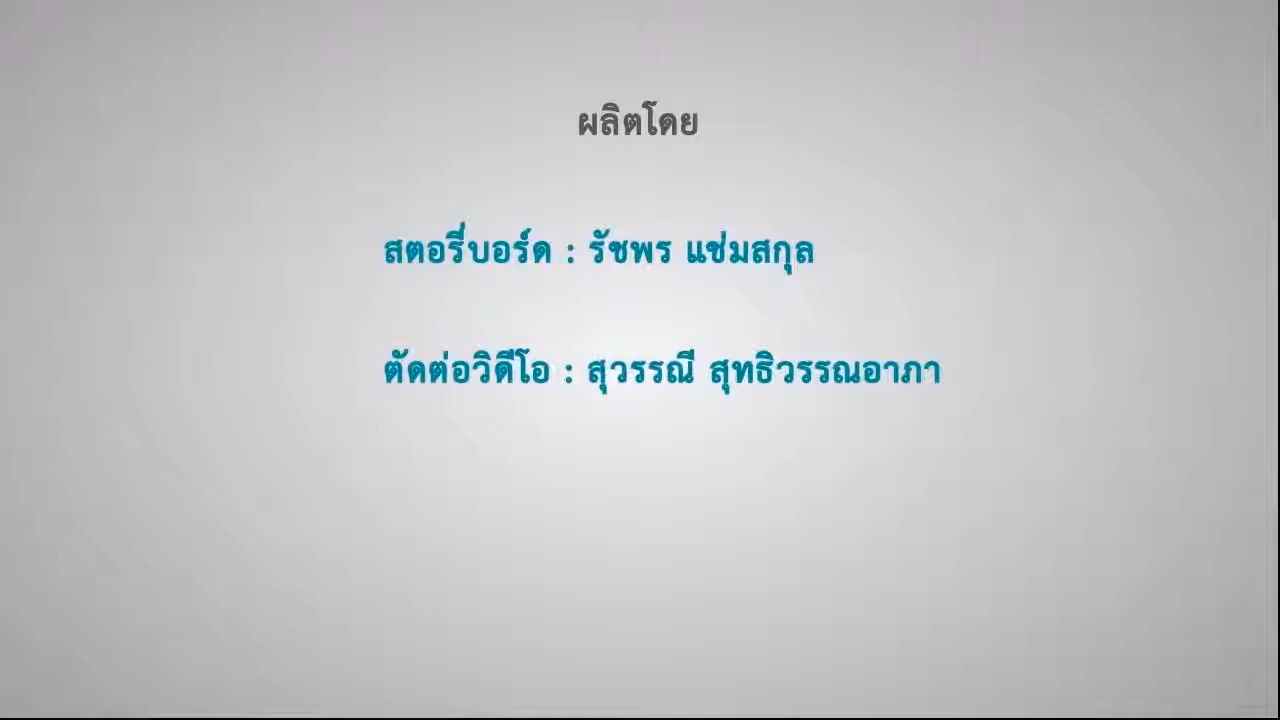 ผลิตโดย
สตอรี่บอร์ด : รัชพร แช่มสกุล
ตัดต่อวิดีโอ : สุวรรณี สุทธิวรรณอาภา